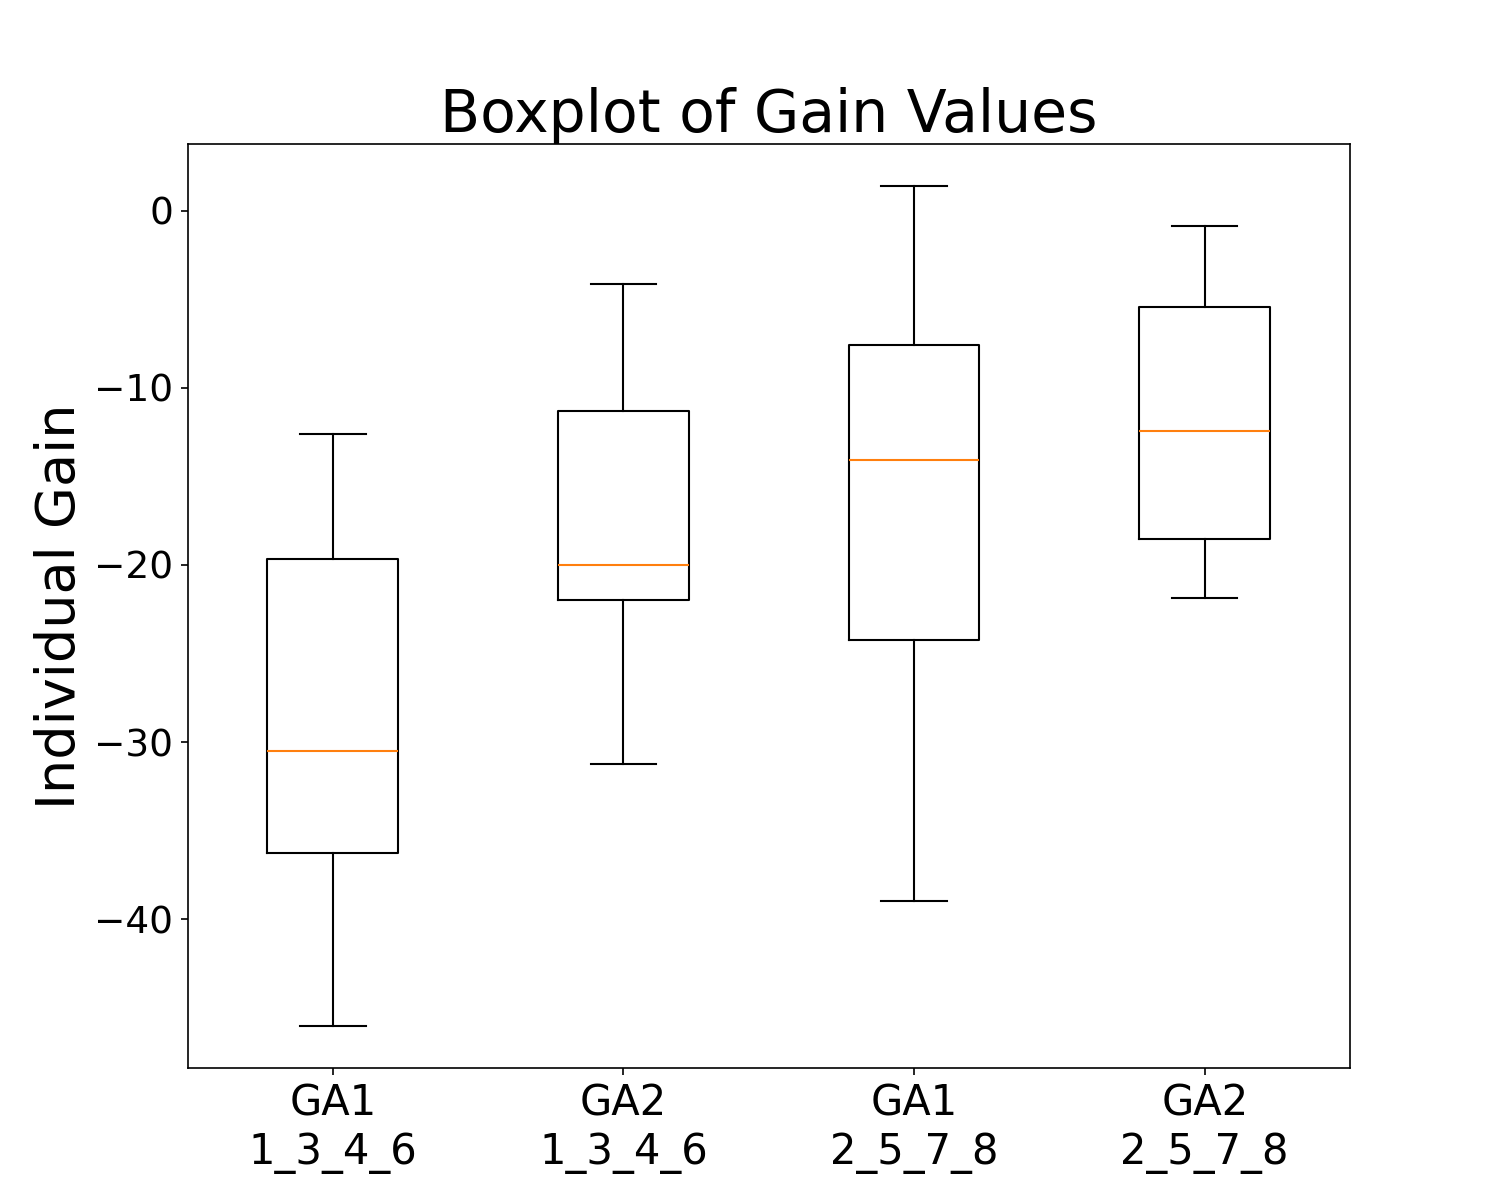 Boxplot of Gain Values
Individual Gain
0
−10
−20
−30
−40
GA1
1_3_4_6
GA2
1_3_4_6
GA1
2_5_7_8
GA2
2_5_7_8